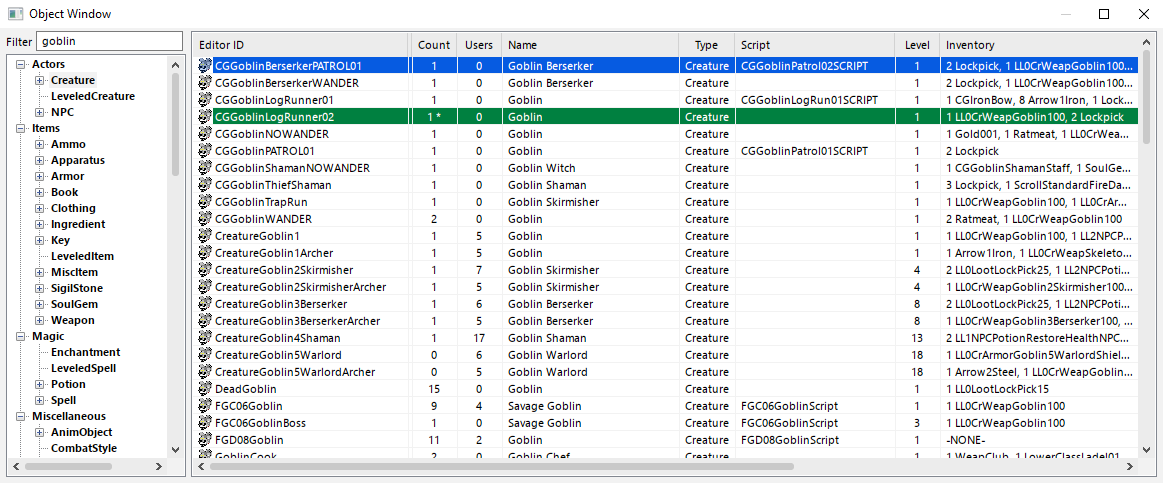 Object Window
Filter goblin
Actors
Creature
LeveledCreature
NPC
Items
Ammo
Apparatus
Armor
Book
Clothing
Ingredient
Key
LeveledItem
MiscItem
SigilStone
SoulGem
Weapon
Magic
Enchantment
LeveledSpell
Potion
Spell
Miscellaneous
AnimObject
CombatStyle
Editor ID Count Users Name Type Script Level Inventory
CGGoblinBerserkerPATROL01 1 0 Goblin Berserker Creature CGGoblinPatrol02SCRIPT 1 2 Lockpick, 1 LL0CrWeapGoblin100...
CGGoblinBerserkerWANDER 1 0 Goblin Berserker Creature 1 2 Lockpick, 1 LL0CrWeapGoblin100...
CGGoblinLogRunner01 1 0 Goblin Creature CGGoblinLogRun01SCRIPT 1 1 CGIronBow, 8 Arrow1Iron, 1 Lock...
CGGoblinLogRunner02 1 * 0 Goblin Creature 1 1 LL0CrWeapGoblin100, 2 Lockpick
CGGoblinNOWANDER 1 0 Goblin Creature 1 1 Gold001, 1 Ratmeat, 1 LL0CrWea...
CGGoblinPATROL01 1 0 Goblin Creature CGGoblinPatrol01SCRIPT 1 2 Lockpick
CGGoblinShamanNOWANDER 1 0 Goblin Witch Creature 1 1 CGGoblinShamanStaff, 1 SoulGe...
CGGoblinThiefShaman 1 0 Goblin Shaman Creature 1 3 Lockpick, 1 ScrollStandardFireDa...
CGGoblinTrapRun 1 0 Goblin Skirmisher Creature 1 1 LL0CrWeapGoblin100, 1 LL0CrAr...
CGGoblinWANDER 2 0 Goblin Creature 1 2 Ratmeat, 1 LL0CrWeapGoblin100
CreatureGoblin1 1 5 Goblin Creature 1 1 LL0CrWeapGoblin100, 1 LL2NPCP...
CreatureGoblin1Archer 1 5 Goblin Creature 1 1 Arrow1Iron, 1 LL0CrWeapSkeleto...
CreatureGoblin2Skirmisher 1 7 Goblin Skirmisher Creature 4 2 LL0LootLockPick25, 1 LL2NPCPoti...
CreatureGoblin2SkirmisherArcher 1 5 Goblin Skirmisher Creature 4 1 LL0CrWeapGoblin2Skirmisher100...
CreatureGoblin3Berserker 1 6 Goblin Berserker Creature 8 2 LL0LootLockPick25, 1 LL2NPCPoti...
CreatureGoblin3BerserkerArcher 1 5 Goblin Berserker Creature 8 1 LL0CrWeapGoblin3Berserker100, ...
CreatureGoblin4Shaman 1 17 Goblin Shaman Creature 13 2 LL1NPCPotionRestoreHealthNPC...
CreatureGoblin5Warlord 0 6 Goblin Warlord Creature 18 1 LL0CrArmorGoblin5WarlordShiel...
CreatureGoblin5WarlordArcher 0 5 Goblin Warlord Creature 18 1 Arrow2Steel, 1 LL0CrWeapGoblin...
DeadGoblin 15 0 Goblin Creature 1 1 LL0LootLockPick15
FGC06Goblin 9 4 Savage Goblin Creature FGC06GoblinScript 1 1 LL0CrWeapGoblin100
FGC06GoblinBoss 1 0 Savage Goblin Creature FGC06GoblinScript 3 1 LL0CrWeapGoblin100
FGD08Goblin 11 2 Goblin Creature FGD08GoblinScript 1 -NONE-
GoblinCook 2 0 Goblin Chef Creature 1 1 WeapClub, 1 LowerClassLadel01